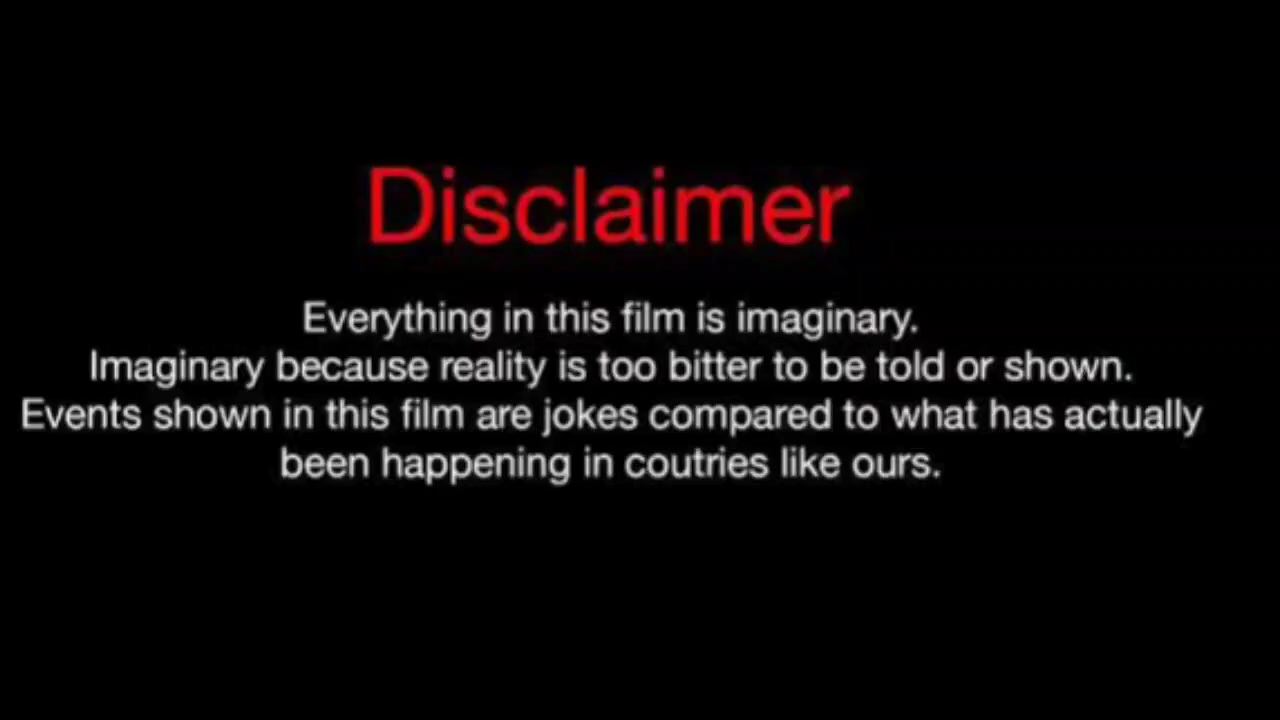 Disclaimer
Everything in this film is imaginary.
Imaginary because reality is too bitter to be told or shown.
Events shown in this film are jokes compared to what has actually
been happening in coutries like ours.